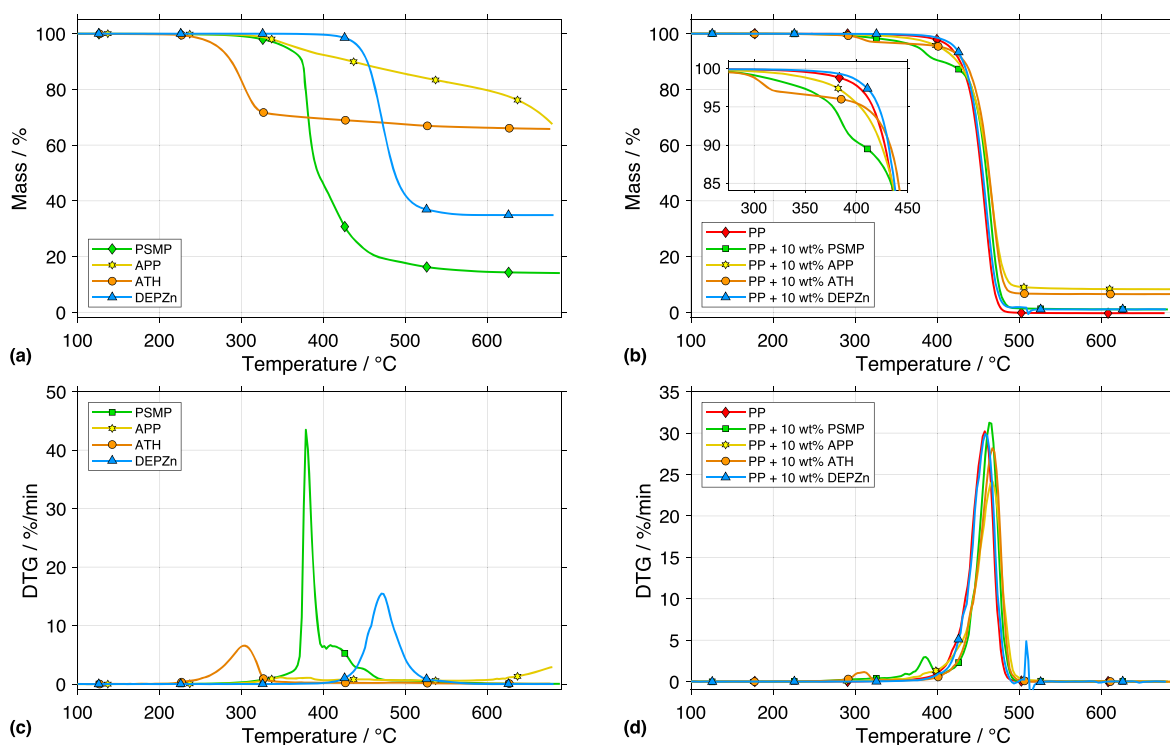 100
80
60
40
20
0
Mass / %
PSMP
APP
ATH
DEPZn
100 200 300 400 500 600
Temperature / °C
(a)
100
80
60
40
20
0
Mass / %
100
95
90
85
300 350 400 450
PP
PP + 10 wt% PSMP
PP + 10 wt% APP
PP + 10 wt% ATH
PP + 10 wt% DEPZn
100 200 300 400 500 600
Temperature / °C
(b)
50
40
30
20
10
0
DTG / %/min
PSMP
APP
ATH
DEPZn
100 200 300 400 500 600
Temperature / °C
(c)
35
30
25
20
15
10
5
0
DTG / %/min
PP
PP + 10 wt% PSMP
PP + 10 wt% APP
PP + 10 wt% ATH
PP + 10 wt% DEPZn
100 200 300 400 500 600
Temperature / °C
(d)